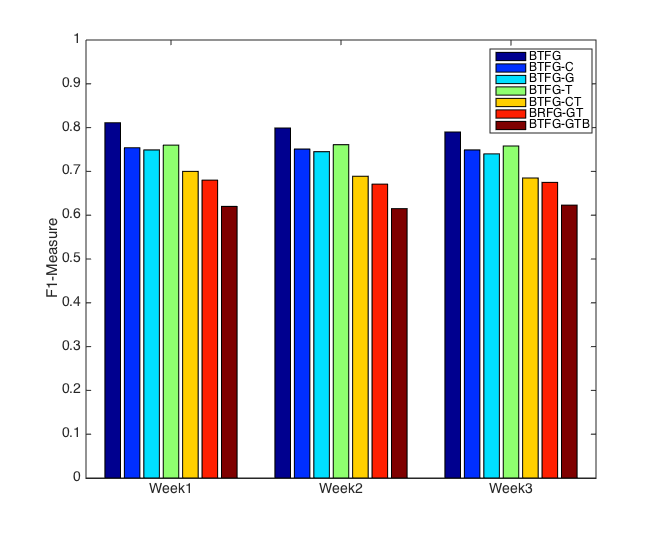 1
0.9
0.8
0.7
0.6
0.5
0.4
0.3
0.2
0.1
0
F1-Measure
BTFG
BTFG-C
BTFG-G
BTFG-T
BTFG-CT
BRFG-GT
BTFG-GTB
Week1 Week2 Week3